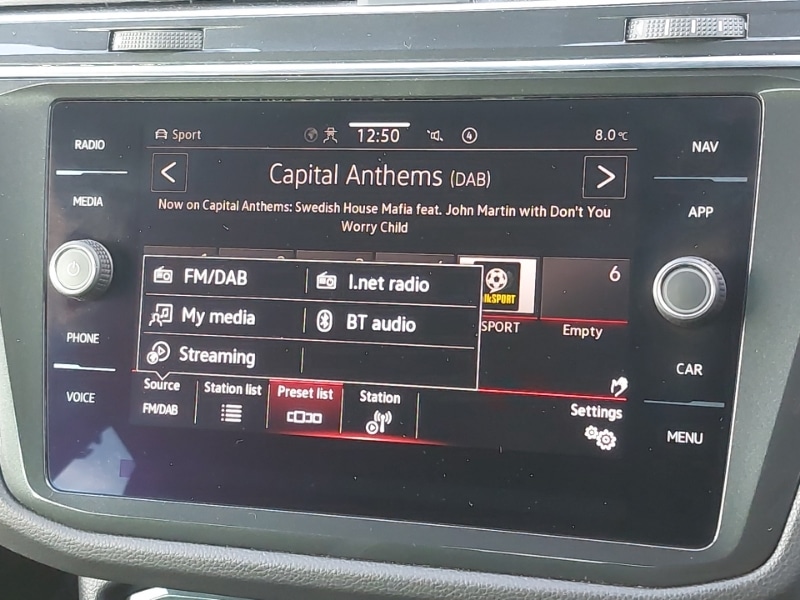 RADIO
MEDIA
PHONE
VOICE
Sport
12:50
4
8.0°C
< Capital Anthems (DAB) >
Now on Capital Anthems: Swedish House Mafia feat. John Martin with Don't You
Worry Child
FM/DAB I.net radio
My media BT audio
Streaming
SPORT
6
Empty
Source Station list Preset list Station
FM/DAB
Settings
NAV
APP
CAR
MENU